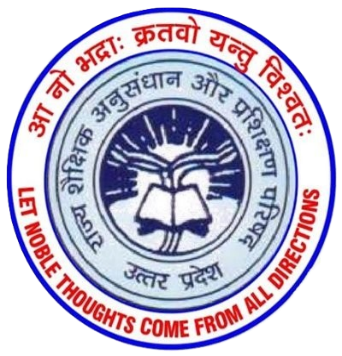 आ नो भद्राः क्रतवो यन्तु विश्वतः
राज्य शैक्षिक अनुसंधान और प्रशिक्षण परिषद
उत्तर प्रदेश
LET NOBLE THOUGHTS COME FROM ALL DIRECTIONS